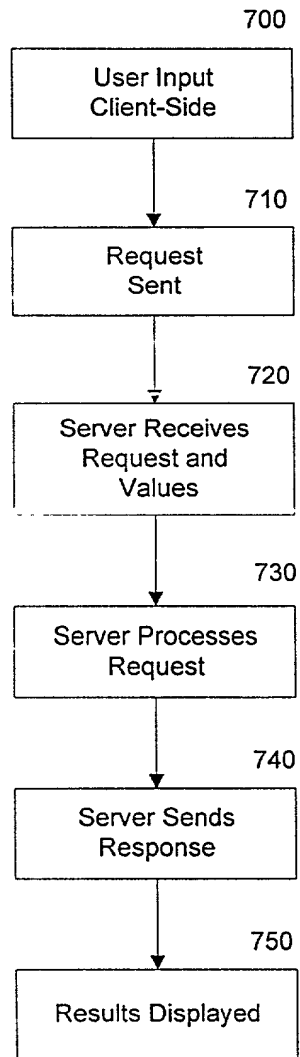 700
User Input
Client-Side
710
Request
Sent
720
Server Receives
Request and
Values
730
Server Processes
Request
740
Server Sends
Response
750
Results Displayed